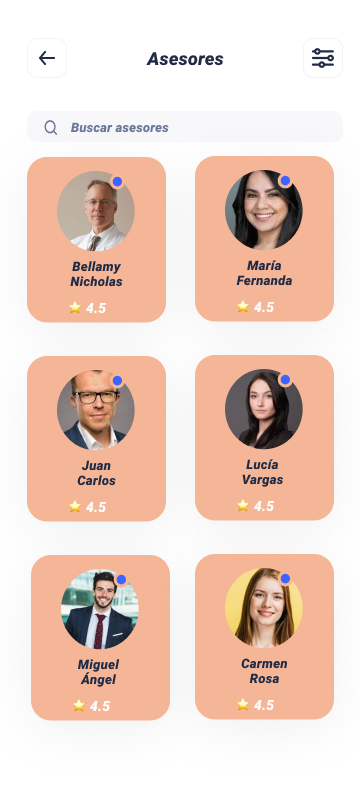 Asesores
Buscar asesores
Bellamy
Nicholas
4.5
María
Fernanda
4.5
Juan
Carlos
4.5
Lucía
Vargas
4.5
Miguel
Ángel
4.5
Carmen
Rosa
4.5